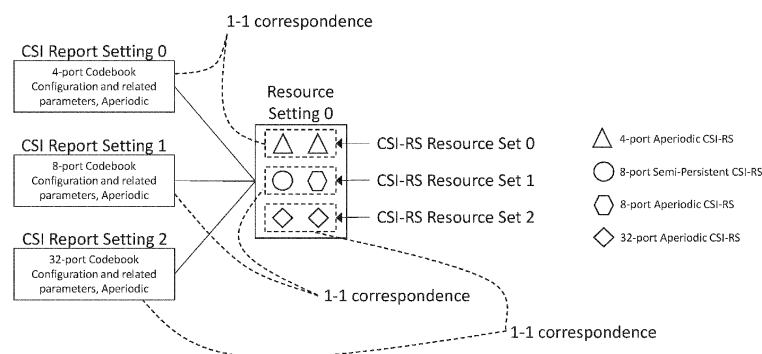 1-1 correspondence
CSI Report Setting 0
4-port Codebook
Configuration and related
parameters, Aperiodic
CSI Report Setting 1
8-port Codebook
Configuration and related
parameters, Aperiodic
CSI Report Setting 2
32-port Codebook
Configuration and related
parameters, Aperiodic
Resource
Setting 0
CSI-RS Resource Set 0
CSI-RS Resource Set 1
CSI-RS Resource Set 2
4-port Aperiodic CSI-RS
8-port Semi-Persistent CSI-RS
8-port Aperiodic CSI-RS
32-port Aperiodic CSI-RS
1-1 correspondence
1-1 correspondence